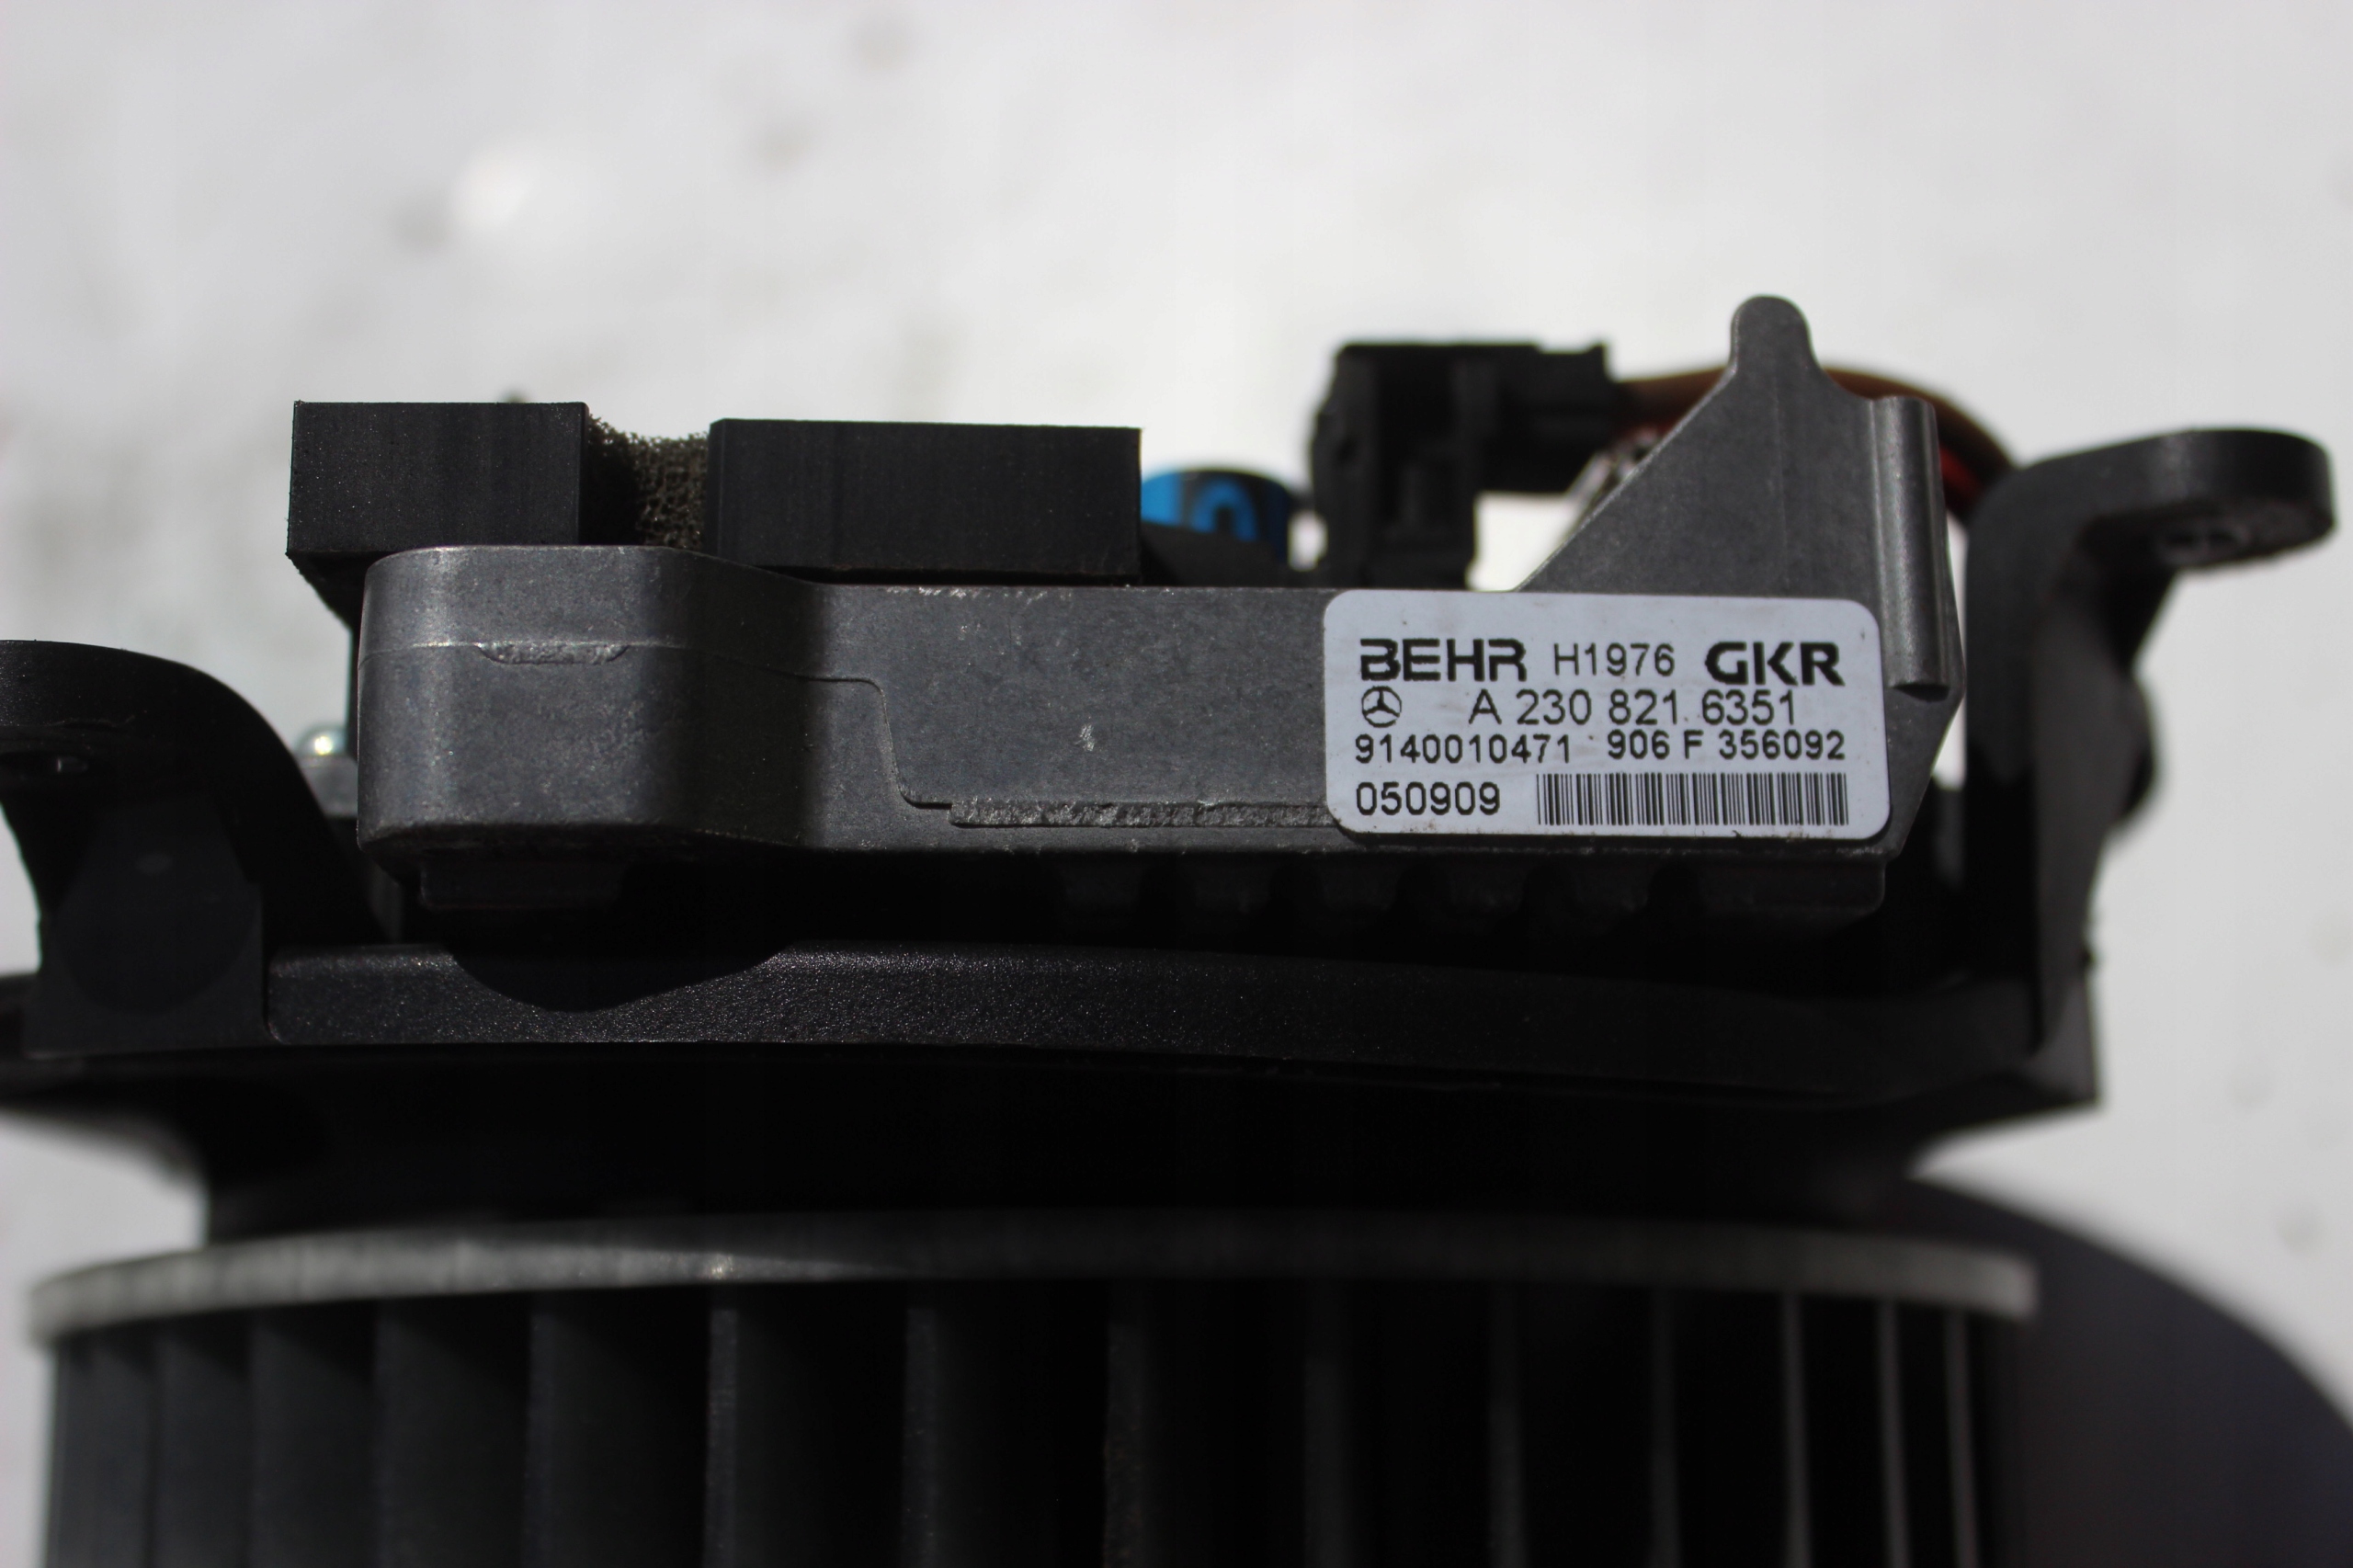 BEHR H1976 GKR
A 230 821 6351
9140010471 906 F 356092
050909